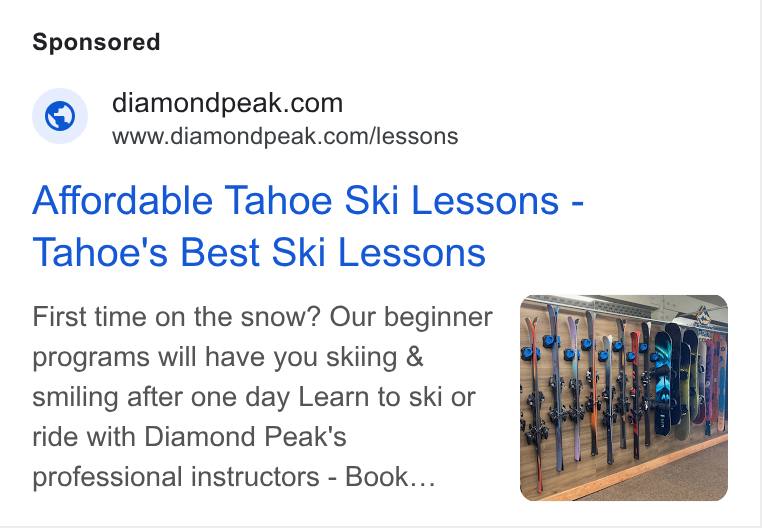 Sponsored
diamondpeak.com
www.diamondpeak.com/lessons
Affordable Tahoe Ski Lessons -
Tahoe's Best Ski Lessons
First time on the snow? Our beginner
programs will have you skiing &
smiling after one day Learn to ski or
ride with Diamond Peak's
professional instructors - Book…